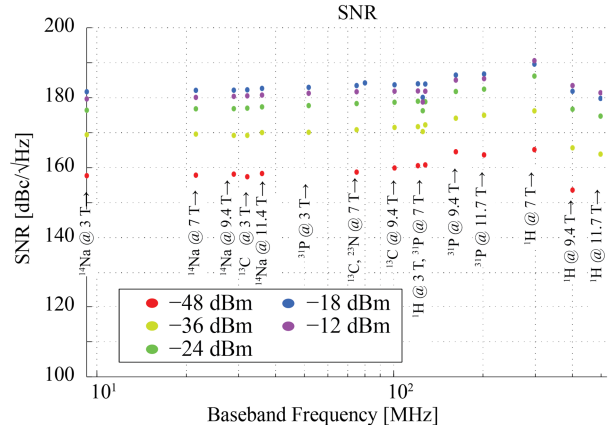 SNR
SNR [dBc/√Hz]
200
180
160
140
120
100
¹⁴Na @ 3 T→
¹⁴Na @ 7 T→
¹⁴Na @ 9.4 T→
¹³C @ 3 T→
¹⁴Na @ 11.4 T→
³¹P @ 3 T→
¹³C, ²³N @ 7 T→
¹³C @ 9.4 T→
¹H @ 3 T, ³¹P @ 7 T→
³¹P @ 9.4 T→
³¹P @ 11.7 T→
¹H @ 7 T→
¹H @ 9.4 T→
¹H @ 11.7 T→
−48 dBm
−36 dBm
−24 dBm
−18 dBm
−12 dBm
10¹
10²
Baseband Frequency [MHz]